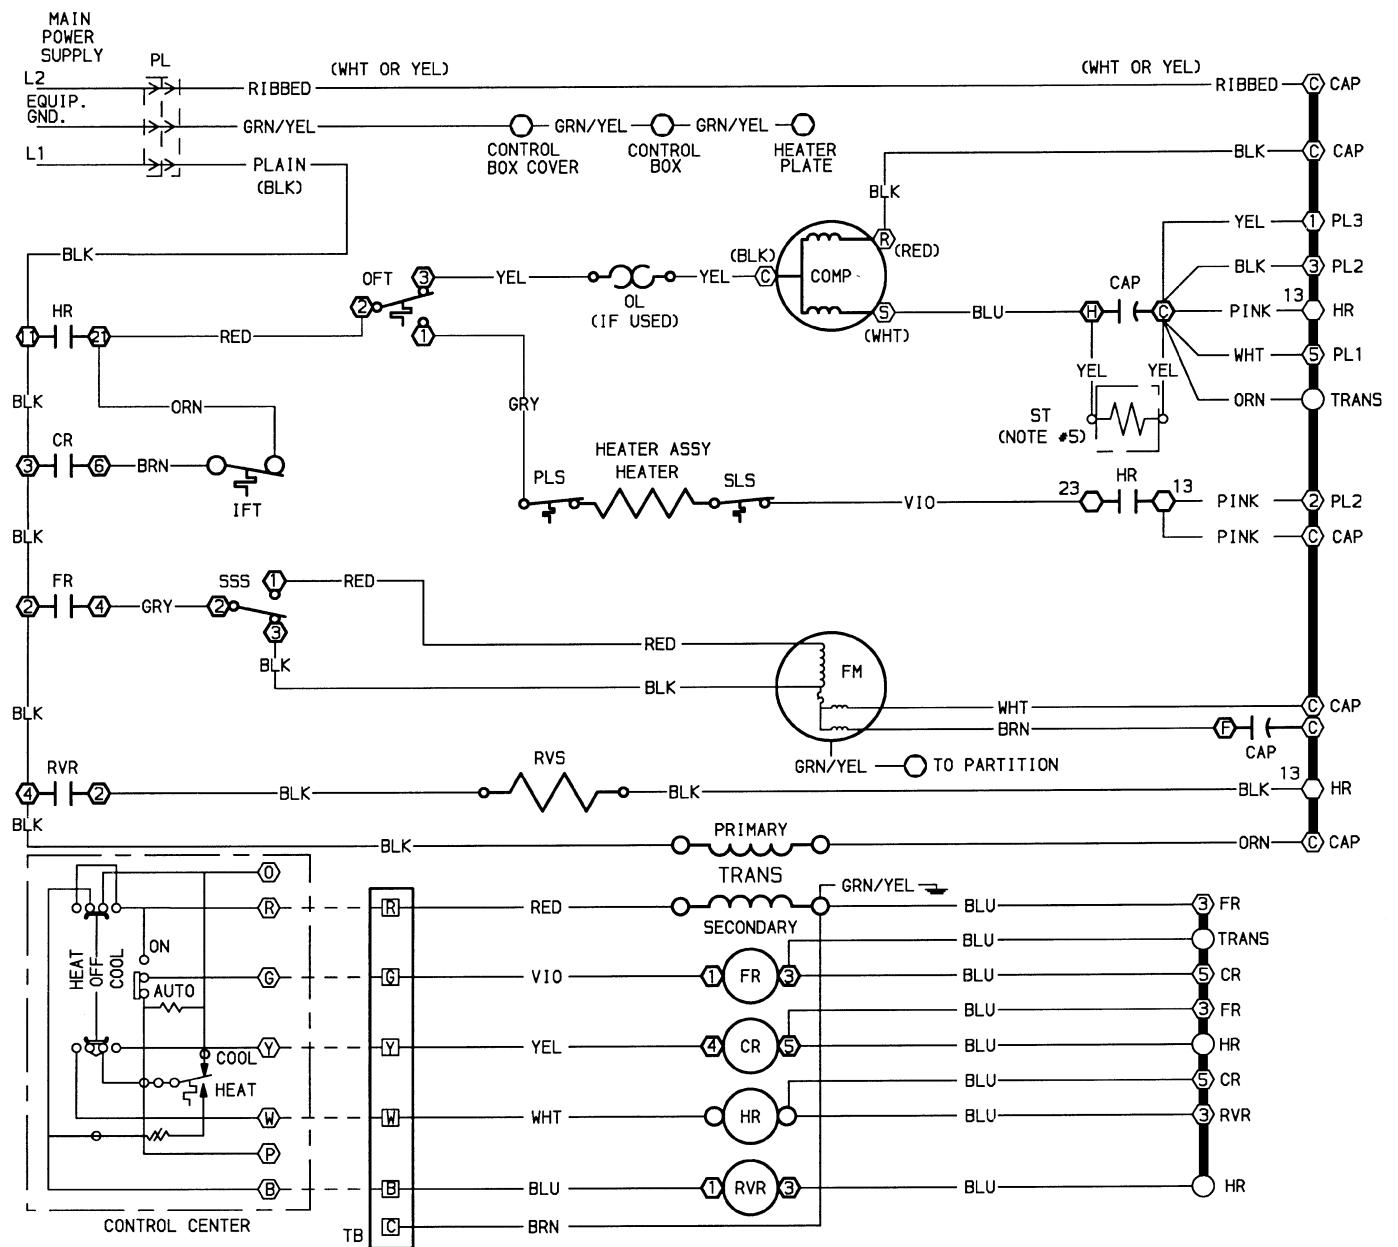 MAIN
POWER
SUPPLY
PL
L2
RIBBED
(WHT OR YEL)
(WHT OR YEL)
RIBBED
C
CAP
EQUIP.
GND.
GRN/YEL
GRN/YEL
GRN/YEL
CONTROL
BOX COVER
CONTROL
BOX
HEATER
PLATE
L1
PLAIN
(BLK)
BLK
C
CAP
BLK
BLK
R
(RED)
(BLK)
C
COMP
S
(WHT)
OFT
3
YEL
OL
(IF USED)
YEL
2
1
BLU
H
CAP
C
YEL
1
PL3
BLK
3
PL2
PINK
13
HR
WHT
5
PL1
ORN
TRANS
YEL
YEL
ST
(NOTE #5)
HR
11
21
RED
BLK
ORN
GRY
CR
3
6
BRN
IFT
HEATER ASSY
HEATER
PLS
SLS
VIO
23
HR
13
PINK
2
PL2
PINK
C
CAP
BLK
FR
2
4
GRY
SSS
2
1
RED
3
BLK
RED
BLK
FM
WHT
C
CAP
BRN
F
CAP
C
GRN/YEL
TO PARTITION
BLK
RVR
4
2
BLK
RVS
BLK
BLK
13
HR
BLK
BLK
PRIMARY
ORN
C
CAP
TRANS
GRN/YEL
SECONDARY
O
R
R
RED
BLU
3
FR
BLU
TRANS
HEAT
OFF
COOL
ON
AUTO
G
G
VIO
1
FR
3
BLU
5
CR
BLU
3
FR
Y
Y
YEL
4
CR
5
BLU
HR
COOL
HEAT
BLU
5
CR
W
W
WHT
HR
BLU
3
RVR
P
B
B
BLU
1
RVR
3
BLU
HR
CONTROL CENTER
TB
C
BRN